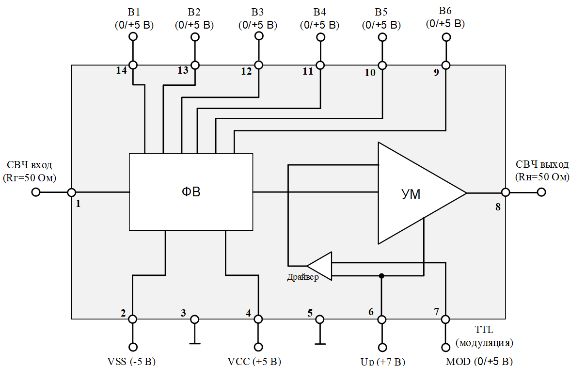 B1 B2 B3 B4 B5 B6
(0/+5 В) (0/+5 В) (0/+5 В) (0/+5 В) (0/+5 В) (0/+5 В)
14 13 12 11 10 9
СВЧ вход
(Rг=50 Ом)
1
ФВ
УМ
СВЧ выход
(Rн=50 Ом)
8
Драйвер
2 3 4 5 6 7
TTL
(модуляция)
VSS (-5 В) VCC (+5 В) Uп (+7 В) MOD (0/+5 В)